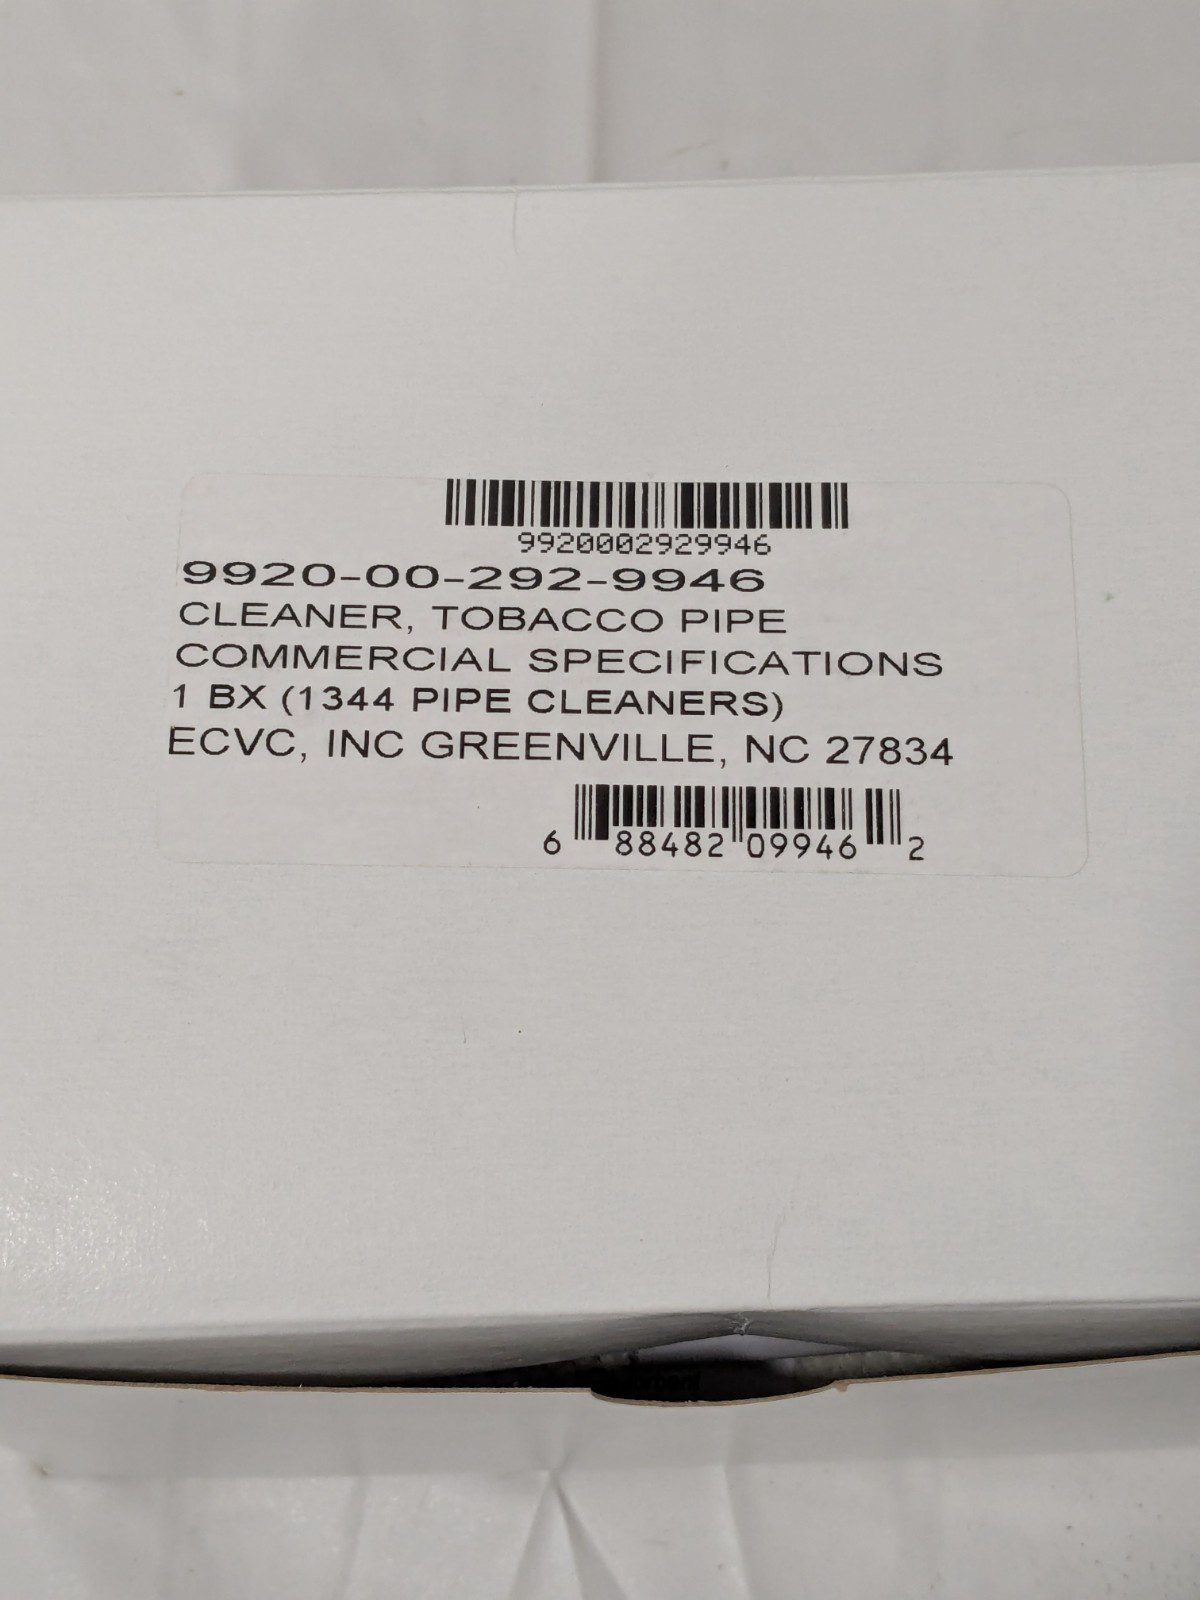 9920002929946
9920-00-292-9946
CLEANER, TOBACCO PIPE
COMMERCIAL SPECIFICATIONS
1 BX (1344 PIPE CLEANERS)
ECVC, INC GREENVILLE, NC 27834
6 88482 09946 2